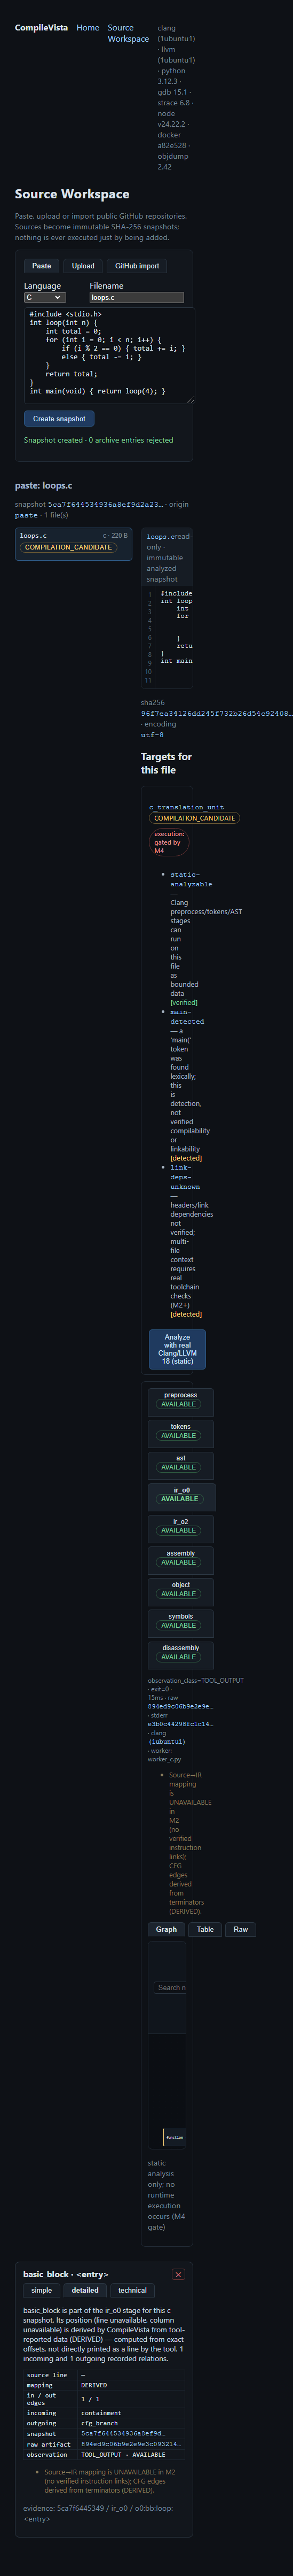 CompileVista
Home
Source
Workspace
clang
(1ubuntu1)
· llvm
(1ubuntu1)
· python
3.12.3 ·
gdb 15.1 ·
strace 6.8 ·
node
v24.22.2 ·
docker
a82e528 ·
objdump
2.42
Source Workspace
Paste, upload or import public GitHub repositories.
Sources become immutable SHA-256 snapshots;
nothing is ever executed just by being added.
Paste
Upload
GitHub import
Language
Filename
C
loops.c
#include <stdio.h>
int loop(int n) {
int total = 0;
for (int i = 0; i < n; i++) {
if (i % 2 == 0) { total += i; }
else { total -= 1; }
}
return total;
}
int main(void) { return loop(4); }
Create snapshot
Snapshot created · 0 archive entries rejected
paste: loops.c
snapshot 5ca7f644534936a8ef9d2a23… · origin
paste · 1 file(s)
loops.c
c · 220 B
COMPILATION_CANDIDATE
loops.c read-
only ·
immutable
analyzed
snapshot
1 #include
2 int loop
3 int
4 for
5
6
7 }
8 retu
9 }
10 int main
11
sha256
96f7ea34126dd245f732b26d54c92408…
· encoding
utf-8
Targets for
this file
c_translation_unit
COMPILATION_CANDIDATE
execution:
gated by
M4
• static-
analyzable
—
Clang
preprocess/tokens/AST
stages
can
run
on
this
file
as
bounded
data
[verified]
• main-
detected
— a
'main('
token
was
found
lexically;
this
is
detection,
not
verified
compilability
or
linkability
[detected]
• link-
deps-
unknown
—
headers/link
dependencies
not
verified;
multi-
file
context
requires
real
toolchain
checks
(M2+)
[detected]
Analyze
with real
Clang/LLVM
18 (static)
preprocess
AVAILABLE
tokens
AVAILABLE
ast
AVAILABLE
ir_o0
AVAILABLE
ir_o2
AVAILABLE
assembly
AVAILABLE
object
AVAILABLE
symbols
AVAILABLE
disassembly
AVAILABLE
observation_class=TOOL_OUTPUT
· exit=0 ·
15ms · raw
894ed9c06b9e2e9e…
· stderr
e3b0c44298fc1c14…
· clang
(1ubuntu1)
· worker:
worker_c.py
• Source→IR
mapping
is
UNAVAILABLE
in
M2
(no
verified
instruction
links);
CFG
edges
derived
from
terminators
(DERIVED).
Graph
Table
Raw
Search n
function
static
analysis
only; no
runtime
execution
occurs (M4
gate)
basic_block · <entry>
simple
detailed
technical
basic_block is part of the ir_o0 stage for this c
snapshot. Its position (line unavailable, column
unavailable) is derived by CompileVista from tool-
reported data (DERIVED) — computed from exact
offsets, not directly printed as a line by the tool. 1
incoming and 1 outgoing recorded relations.
source line —
mapping DERIVED
in / out
edges
1 / 1
incoming containment
outgoing cfg_branch
snapshot 5ca7f644534936a8ef9d…
raw artifact 894ed9c06b9e2e9e3c093214…
observation TOOL_OUTPUT · AVAILABLE
• Source→IR mapping is UNAVAILABLE in M2
(no verified instruction links); CFG edges
derived from terminators (DERIVED).
evidence: 5ca7f6445349 / ir_o0 / o0:bb:loop:
<entry>